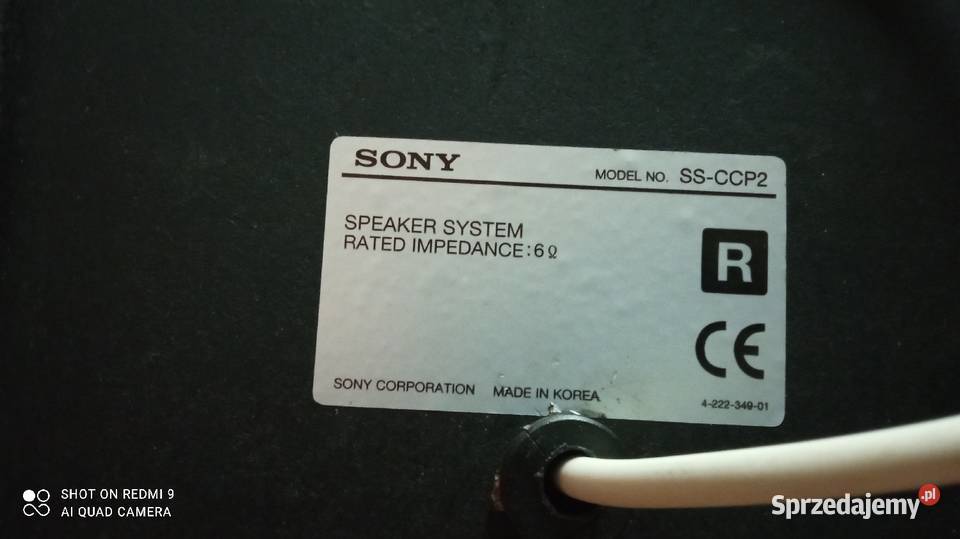 SONY
MODEL NO. SS-CCP2
SPEAKER SYSTEM
RATED IMPEDANCE:6Ω
R
CE
SONY CORPORATION MADE IN KOREA
4-222-349-01
SHOT ON REDMI 9
AI QUAD CAMERA
Sprzedajemy.pl